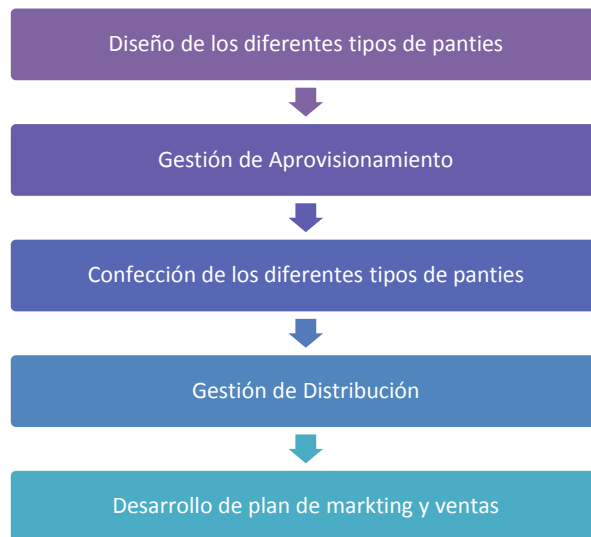 Diseño de los diferentes tipos de panties
Gestión de Aprovisionamiento
Confección de los diferentes tipos de panties
Gestión de Distribución
Desarrollo de plan de markting y ventas